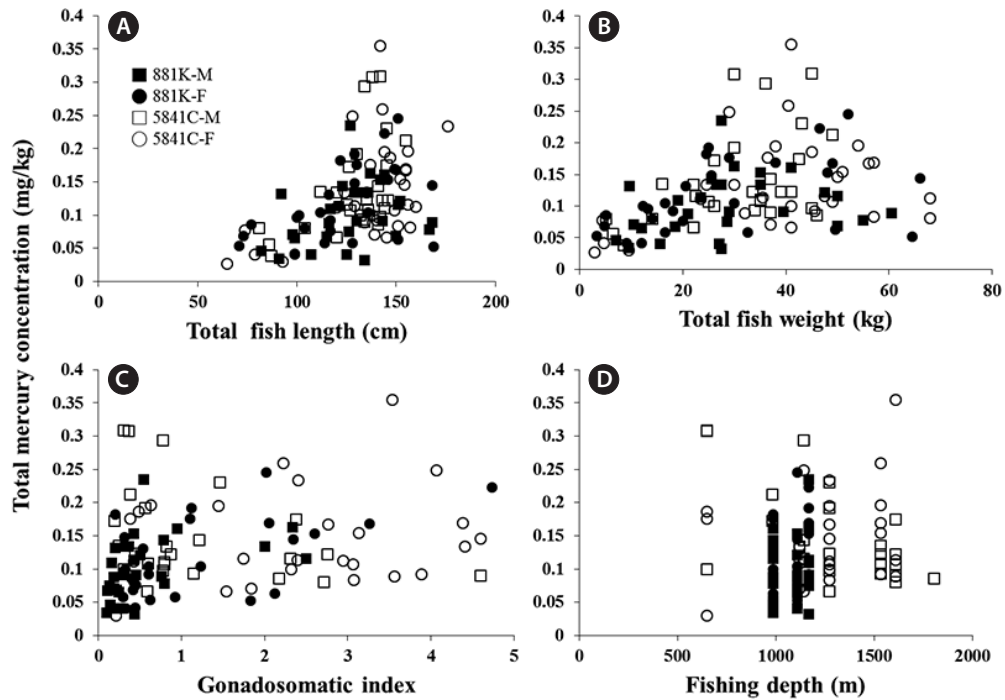 Total mercury concentration (mg/kg)
A
0.4
0.35
0.3
0.25
0.2
0.15
0.1
0.05
0
881K-M
881K-F
5841C-M
5841C-F
0 50 100 150 200
Total fish length (cm)
B
0.4
0.35
0.3
0.25
0.2
0.15
0.1
0.05
0
0 20 40 60 80
Total fish weight (kg)
C
0.4
0.35
0.3
0.25
0.2
0.15
0.1
0.05
0
0 1 2 3 4 5
Gonadosomatic index
D
0.4
0.35
0.3
0.25
0.2
0.15
0.1
0.05
0
0 500 1000 1500 2000
Fishing depth (m)